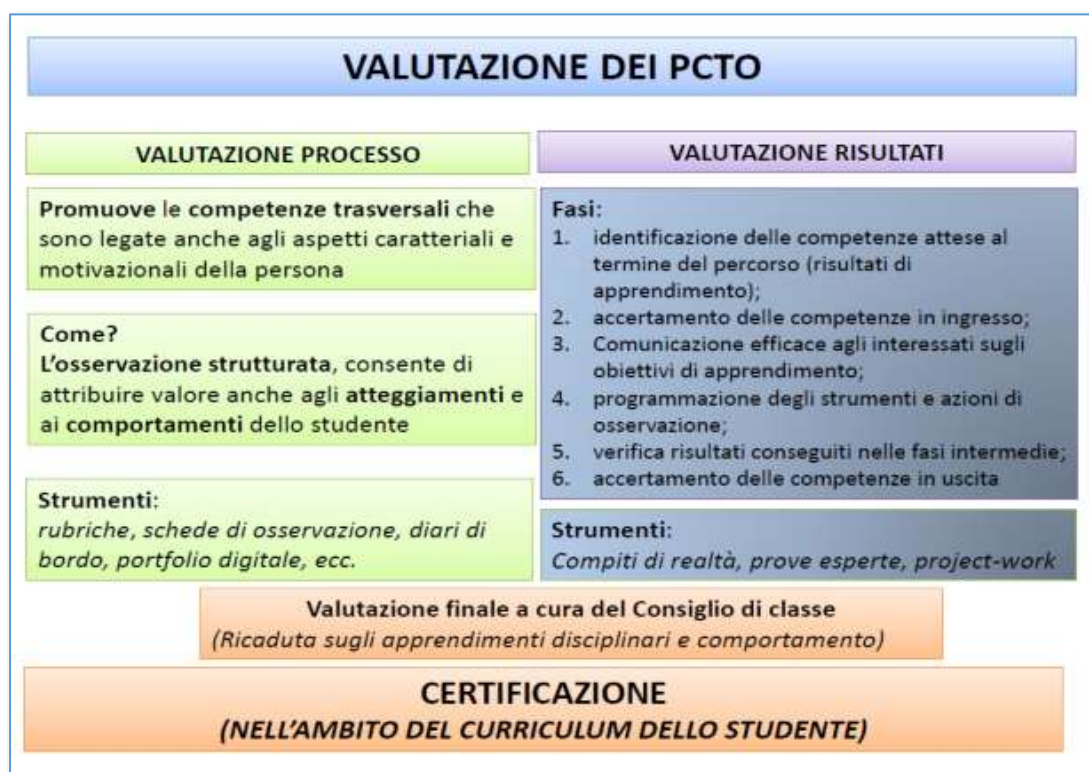 VALUTAZIONE DEI PCTO
VALUTAZIONE PROCESSO
Promuove le competenze trasversali che
sono legate anche agli aspetti caratteriali e
motivazionali della persona
Come?
L'osservazione strutturata, consente di
attribuire valore anche agli atteggiamenti e
ai comportamenti dello studente
Strumenti:
rubriche, schede di osservazione, diari di
bordo, portfolio digitale, ecc.
VALUTAZIONE RISULTATI
Fasi:
1. identificazione delle competenze attese al
termine del percorso (risultati di
apprendimento);
2. accertamento delle competenze in ingresso;
3. Comunicazione efficace agli interessati sugli
obiettivi di apprendimento;
4. programmazione degli strumenti e azioni di
osservazione;
5. verifica risultati conseguiti nelle fasi intermedie;
6. accertamento delle competenze in uscita
Strumenti:
Compiti di realtà, prove esperte, project-work
Valutazione finale a cura del Consiglio di classe
(Ricaduta sugli apprendimenti disciplinari e comportamento)
CERTIFICAZIONE
(NELL'AMBITO DEL CURRICULUM DELLO STUDENTE)